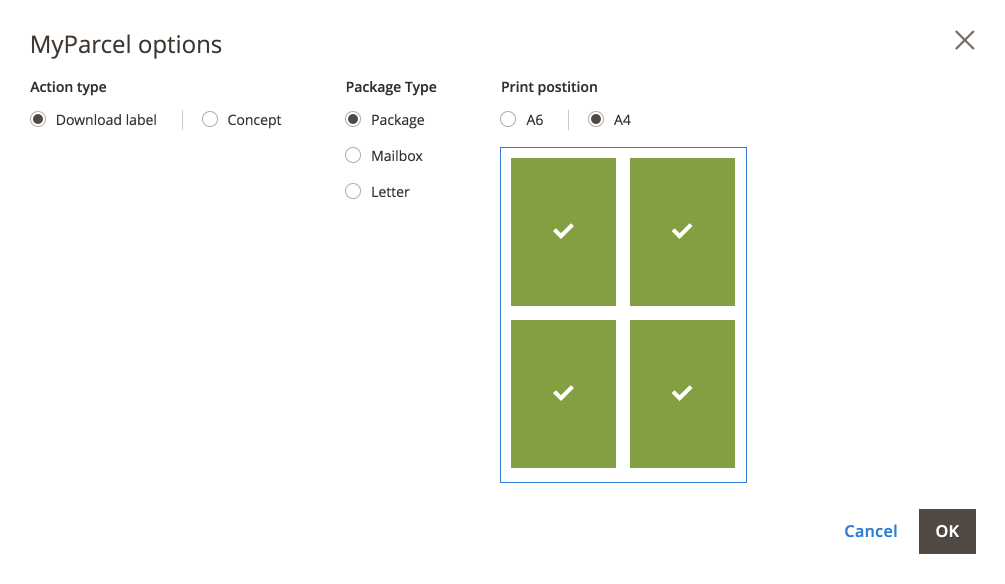 MyParcel options
Action type
Download label
Concept
Package Type
Package
Mailbox
Letter
Print postition
A6
A4
Cancel
OK